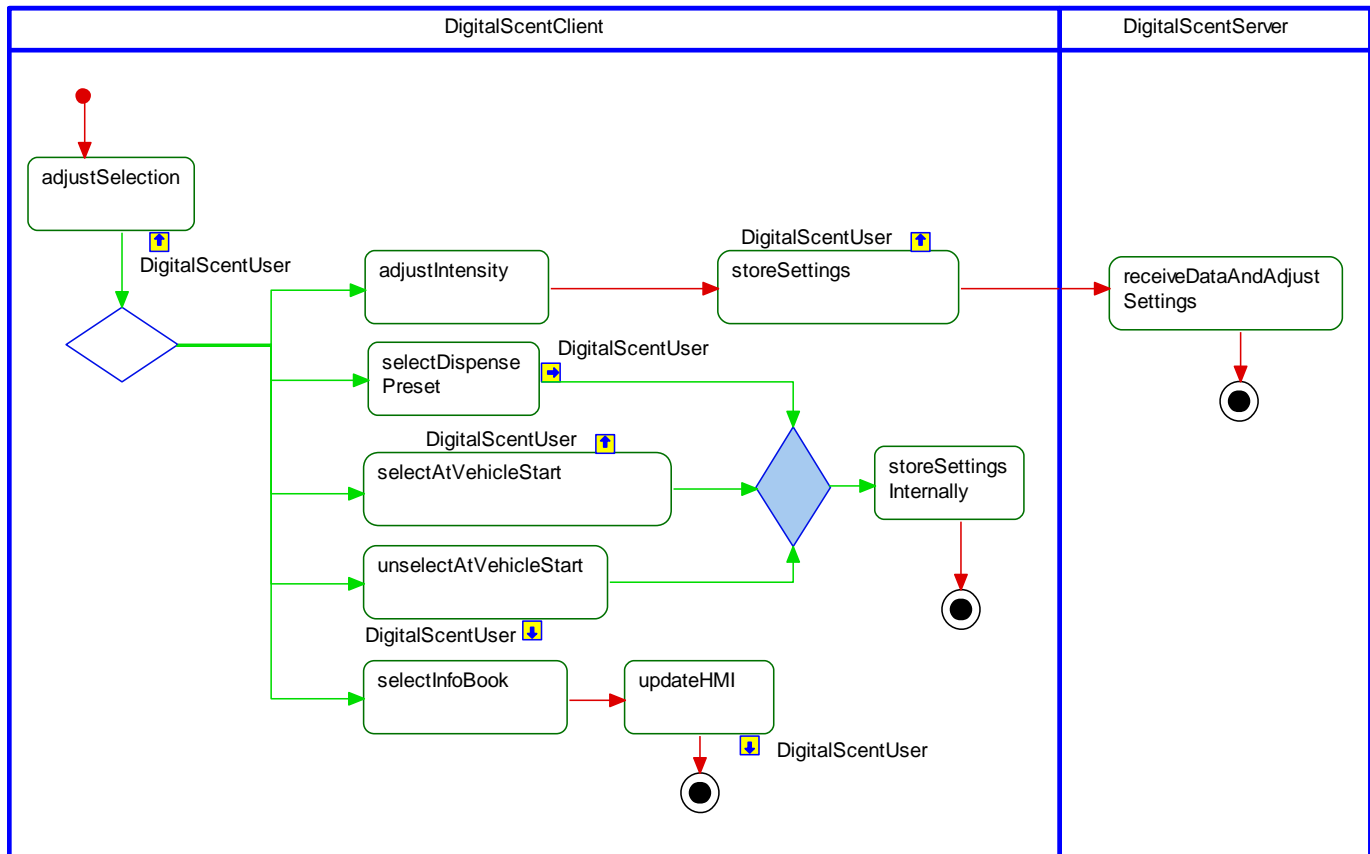 DigitalScentClient
DigitalScentServer
adjustSelection
DigitalScentUser
adjustIntensity
DigitalScentUser
storeSettings
receiveDataAndAdjust
Settings
selectDispense
Preset
DigitalScentUser
DigitalScentUser
selectAtVehicleStart
storeSettings
Internally
unselectAtVehicleStart
DigitalScentUser
selectInfoBook
updateHMI
DigitalScentUser